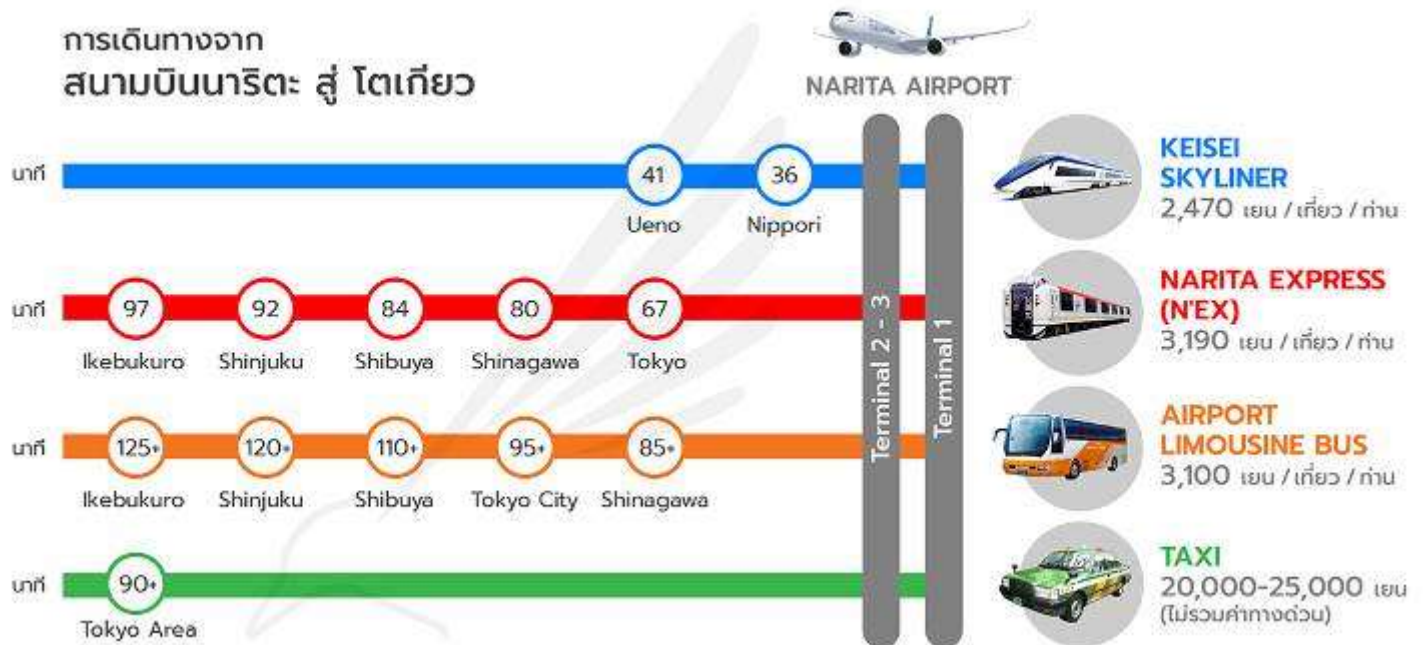 การเดินทางจาก
สนามบินนาริตะ สู่ โตเกียว
NARITA AIRPORT
Terminal 2 - 3
Terminal 1
นาที
41
36
Ueno
Nippori
KEISEI
SKYLINER
2,470 เยน / เที่ยว / ท่าน
นาที
97
92
84
80
67
Ikebukuro
Shinjuku
Shibuya
Shinagawa
Tokyo
NARITA EXPRESS
(N'EX)
3,190 เยน / เที่ยว / ท่าน
นาที
125+
120+
110+
95+
85+
Ikebukuro
Shinjuku
Shibuya
Tokyo City
Shinagawa
AIRPORT
LIMOUSINE BUS
3,100 เยน / เที่ยว / ท่าน
นาที
90+
Tokyo Area
TAXI
20,000-25,000 เยน
(ไม่รวมค่าทางด่วน)